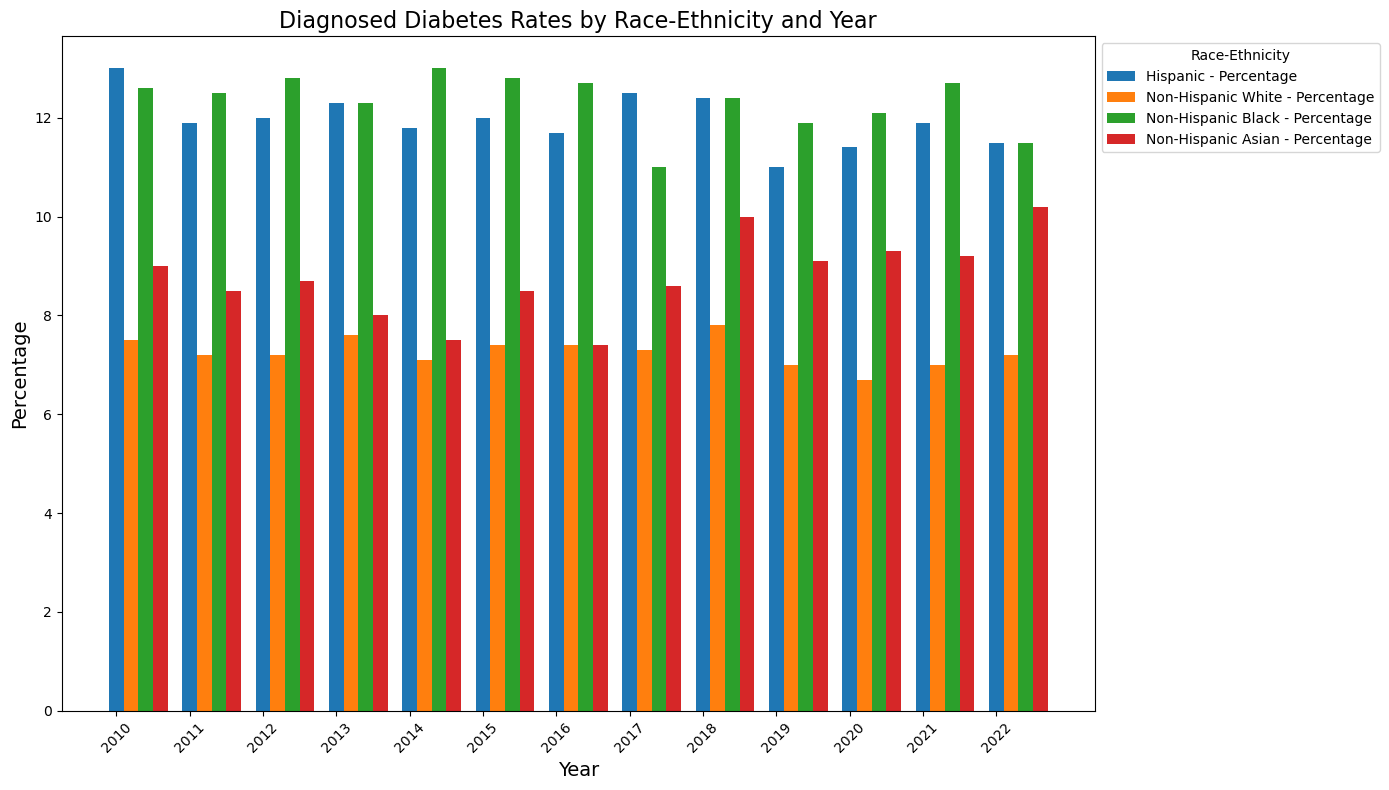 Diagnosed Diabetes Rates by Race-Ethnicity and Year
Race-Ethnicity
Hispanic - Percentage
Non-Hispanic White - Percentage
Non-Hispanic Black - Percentage
Non-Hispanic Asian - Percentage
Percentage
12
10
8
6
4
2
0
2010
2011
2012
2013
2014
2015
2016
2017
2018
2019
2020
2021
2022
Year